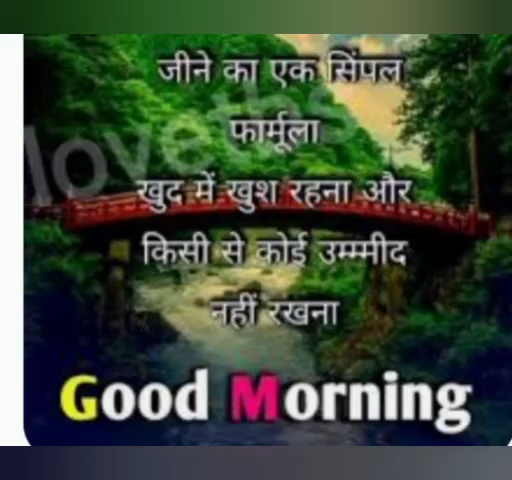 जीने का एक सिंपल
फार्मूला
खुद में खुश रहना और
किसी से कोई उम्मीद
नहीं रखना
Good Morning